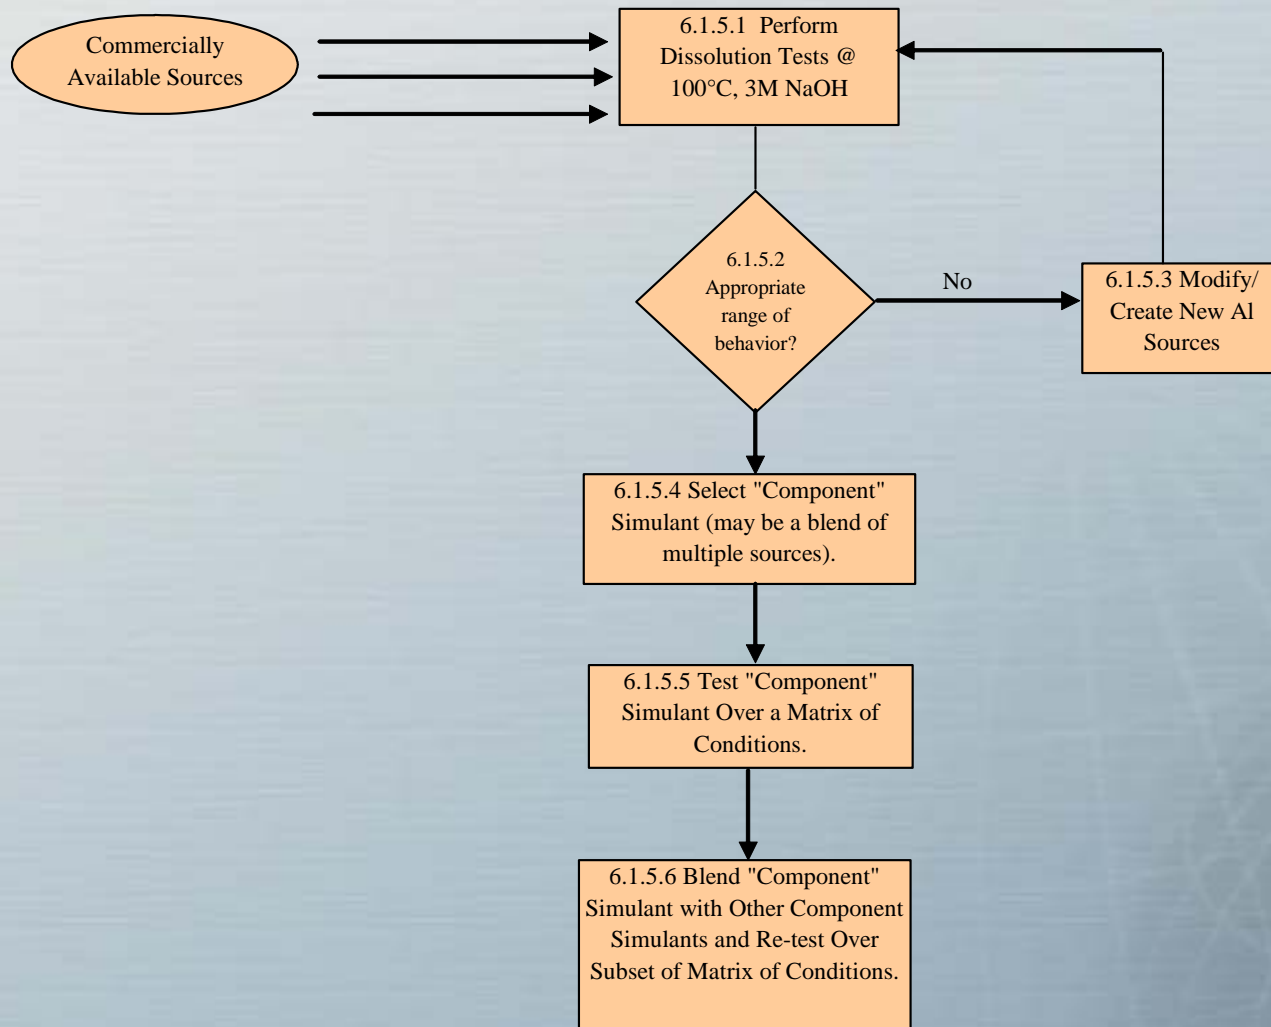 Commercially
Available Sources
6.1.5.1  Perform
Dissolution Tests @
100°C, 3M NaOH
6.1.5.2
Appropriate
range of
behavior?
No
6.1.5.3 Modify/
Create New Al
Sources
6.1.5.4 Select "Component"
Simulant (may be a blend of
multiple sources).
6.1.5.5 Test "Component"
Simulant Over a Matrix of
Conditions.
6.1.5.6 Blend "Component"
Simulant with Other Component
Simulants and Re-test Over
Subset of Matrix of Conditions.